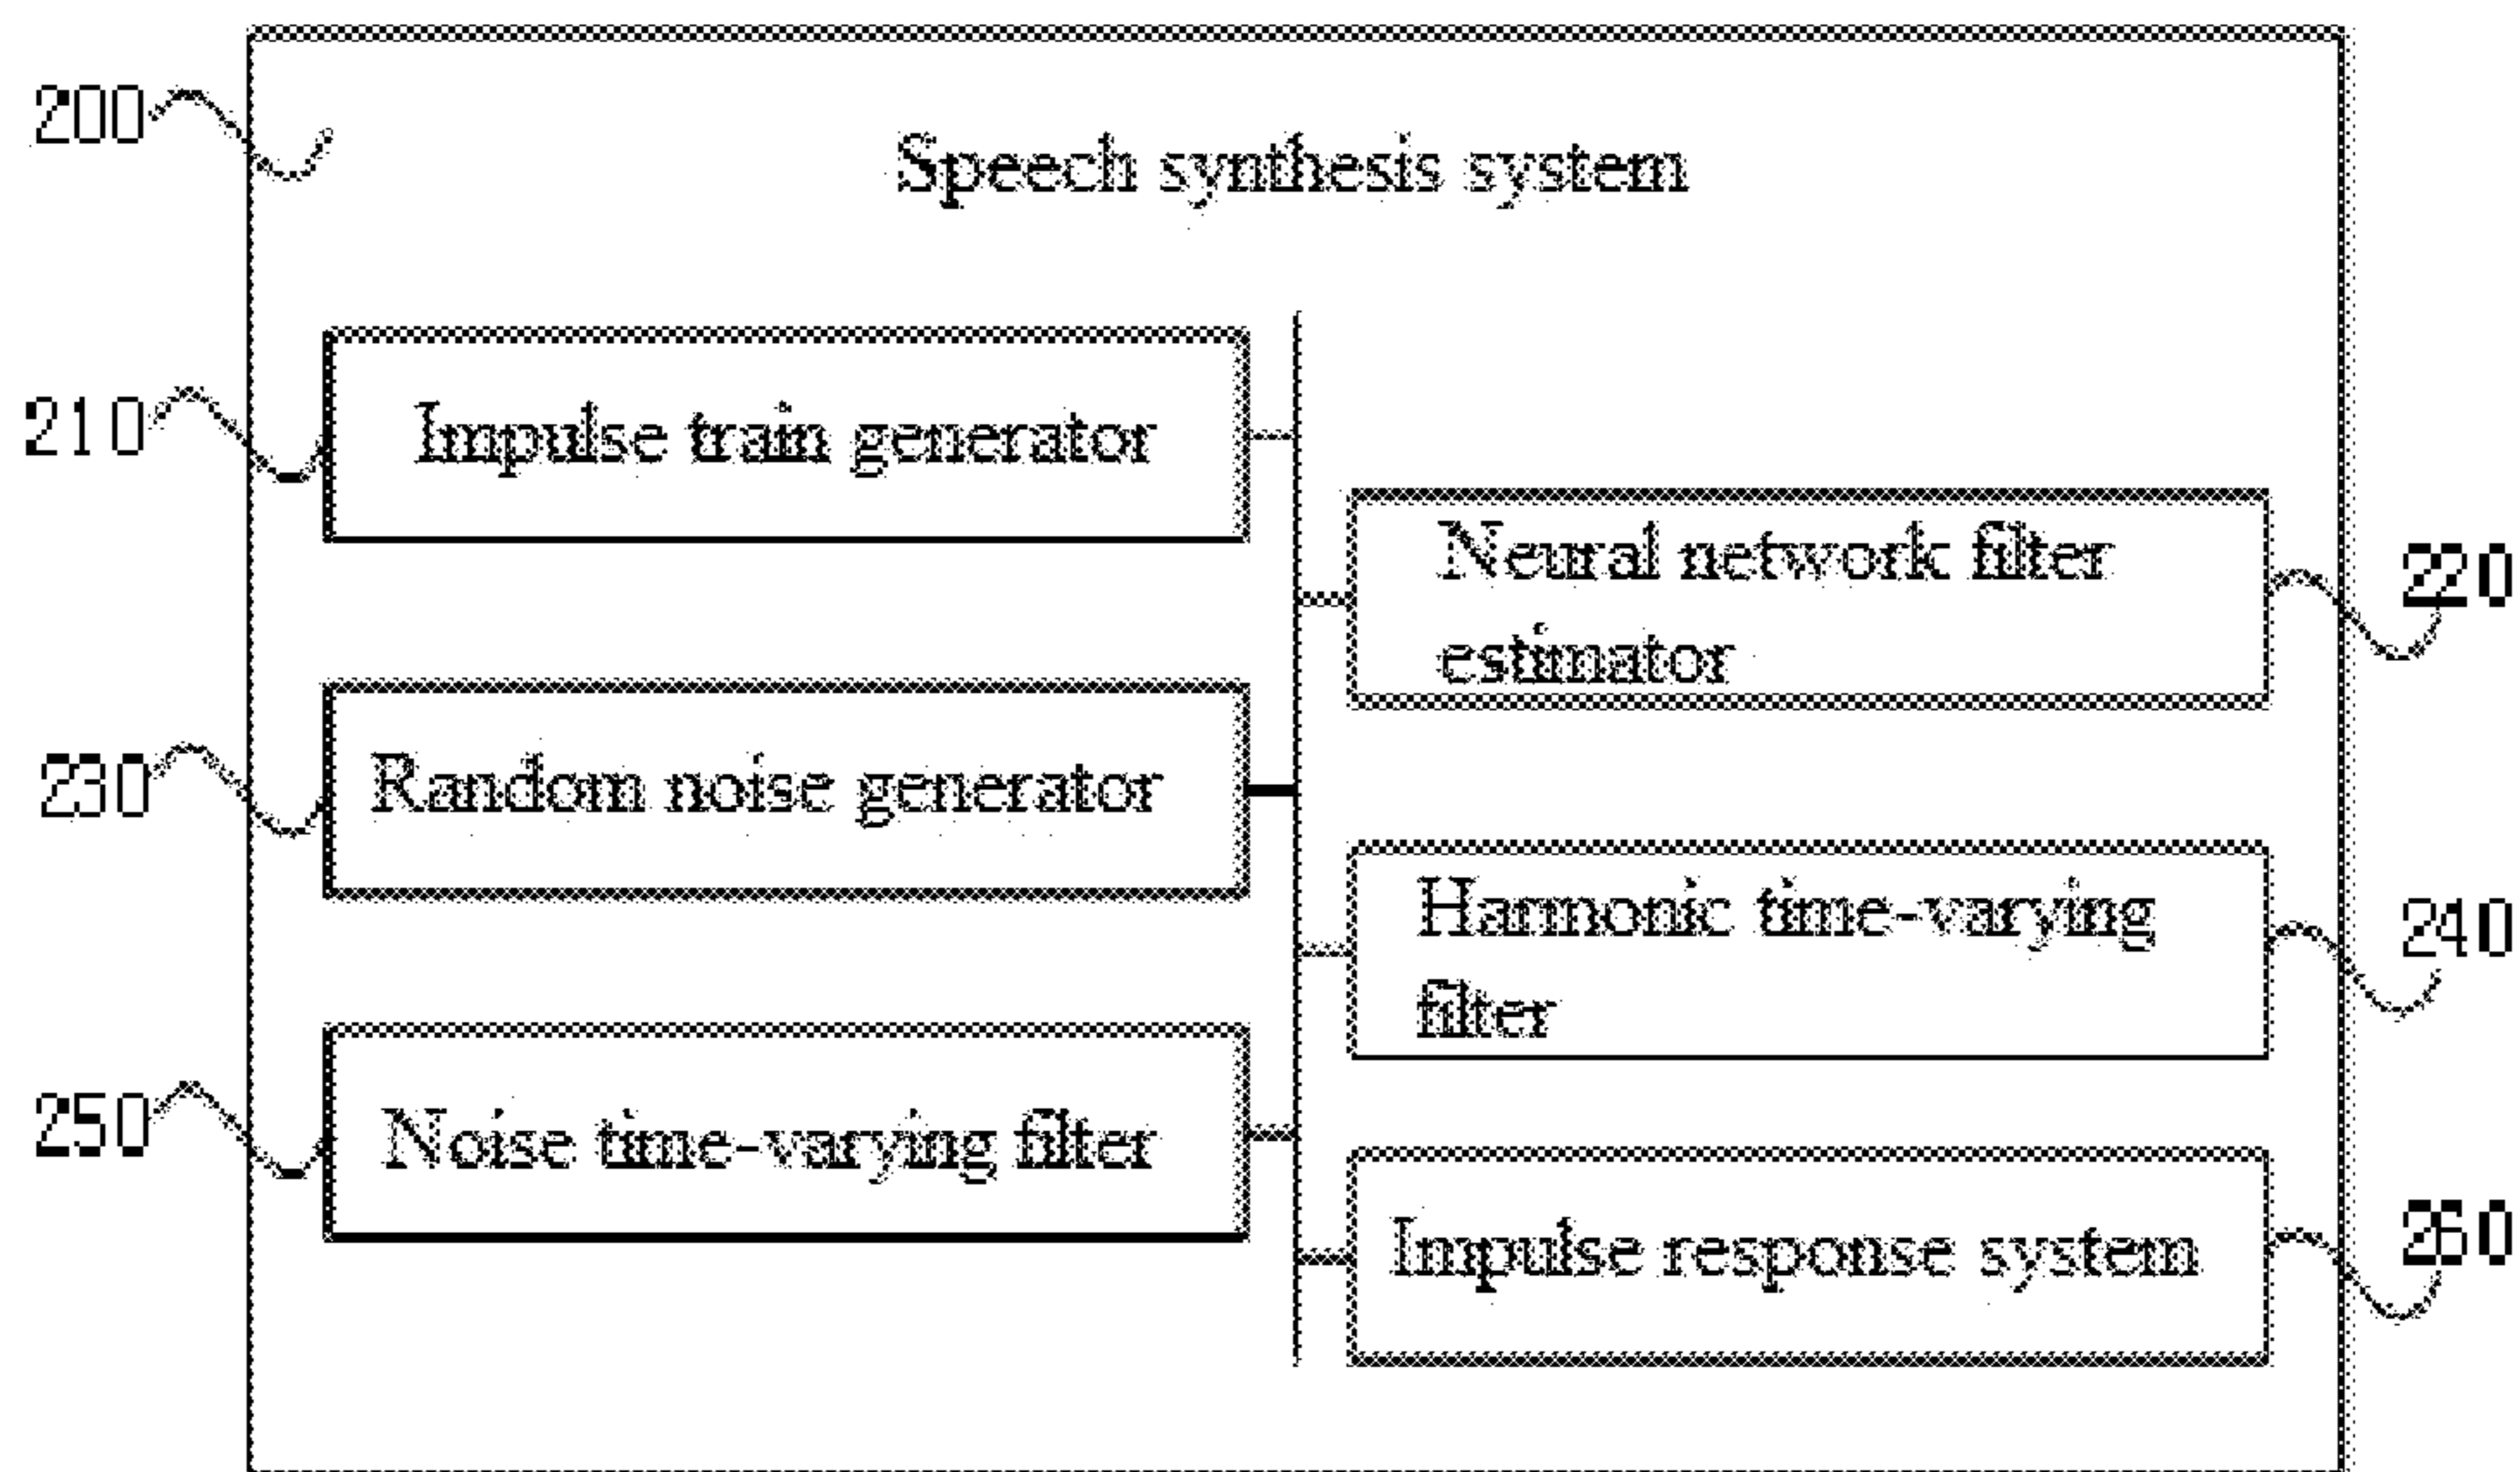 200
Speech synthesis system
210
Impulse train generator
Neural network filter
estimator
220
230
Random noise generator
Harmonic time-varying
filter
240
250
Noise time-varying filter
Impulse response system
260